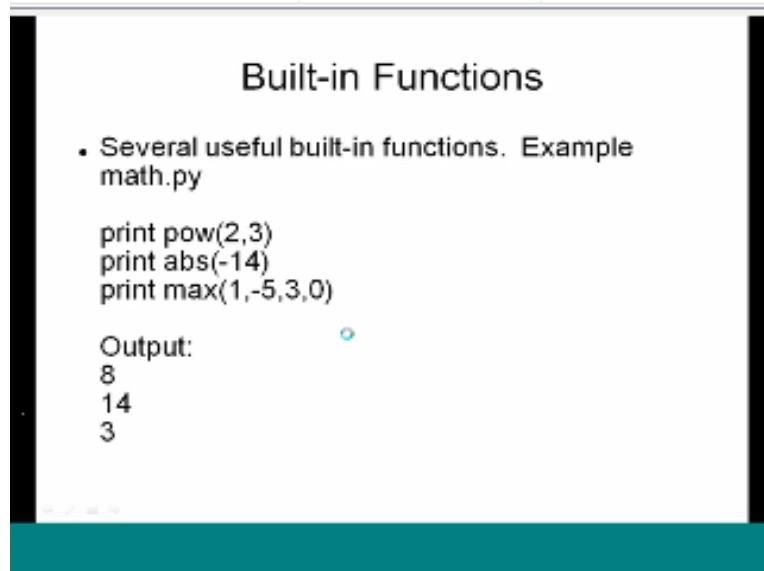 Built-in Functions
• Several useful built-in functions. Example
math.py
print pow(2,3)
print abs(-14)
print max(1,-5,3,0)
Output:
8
14
3